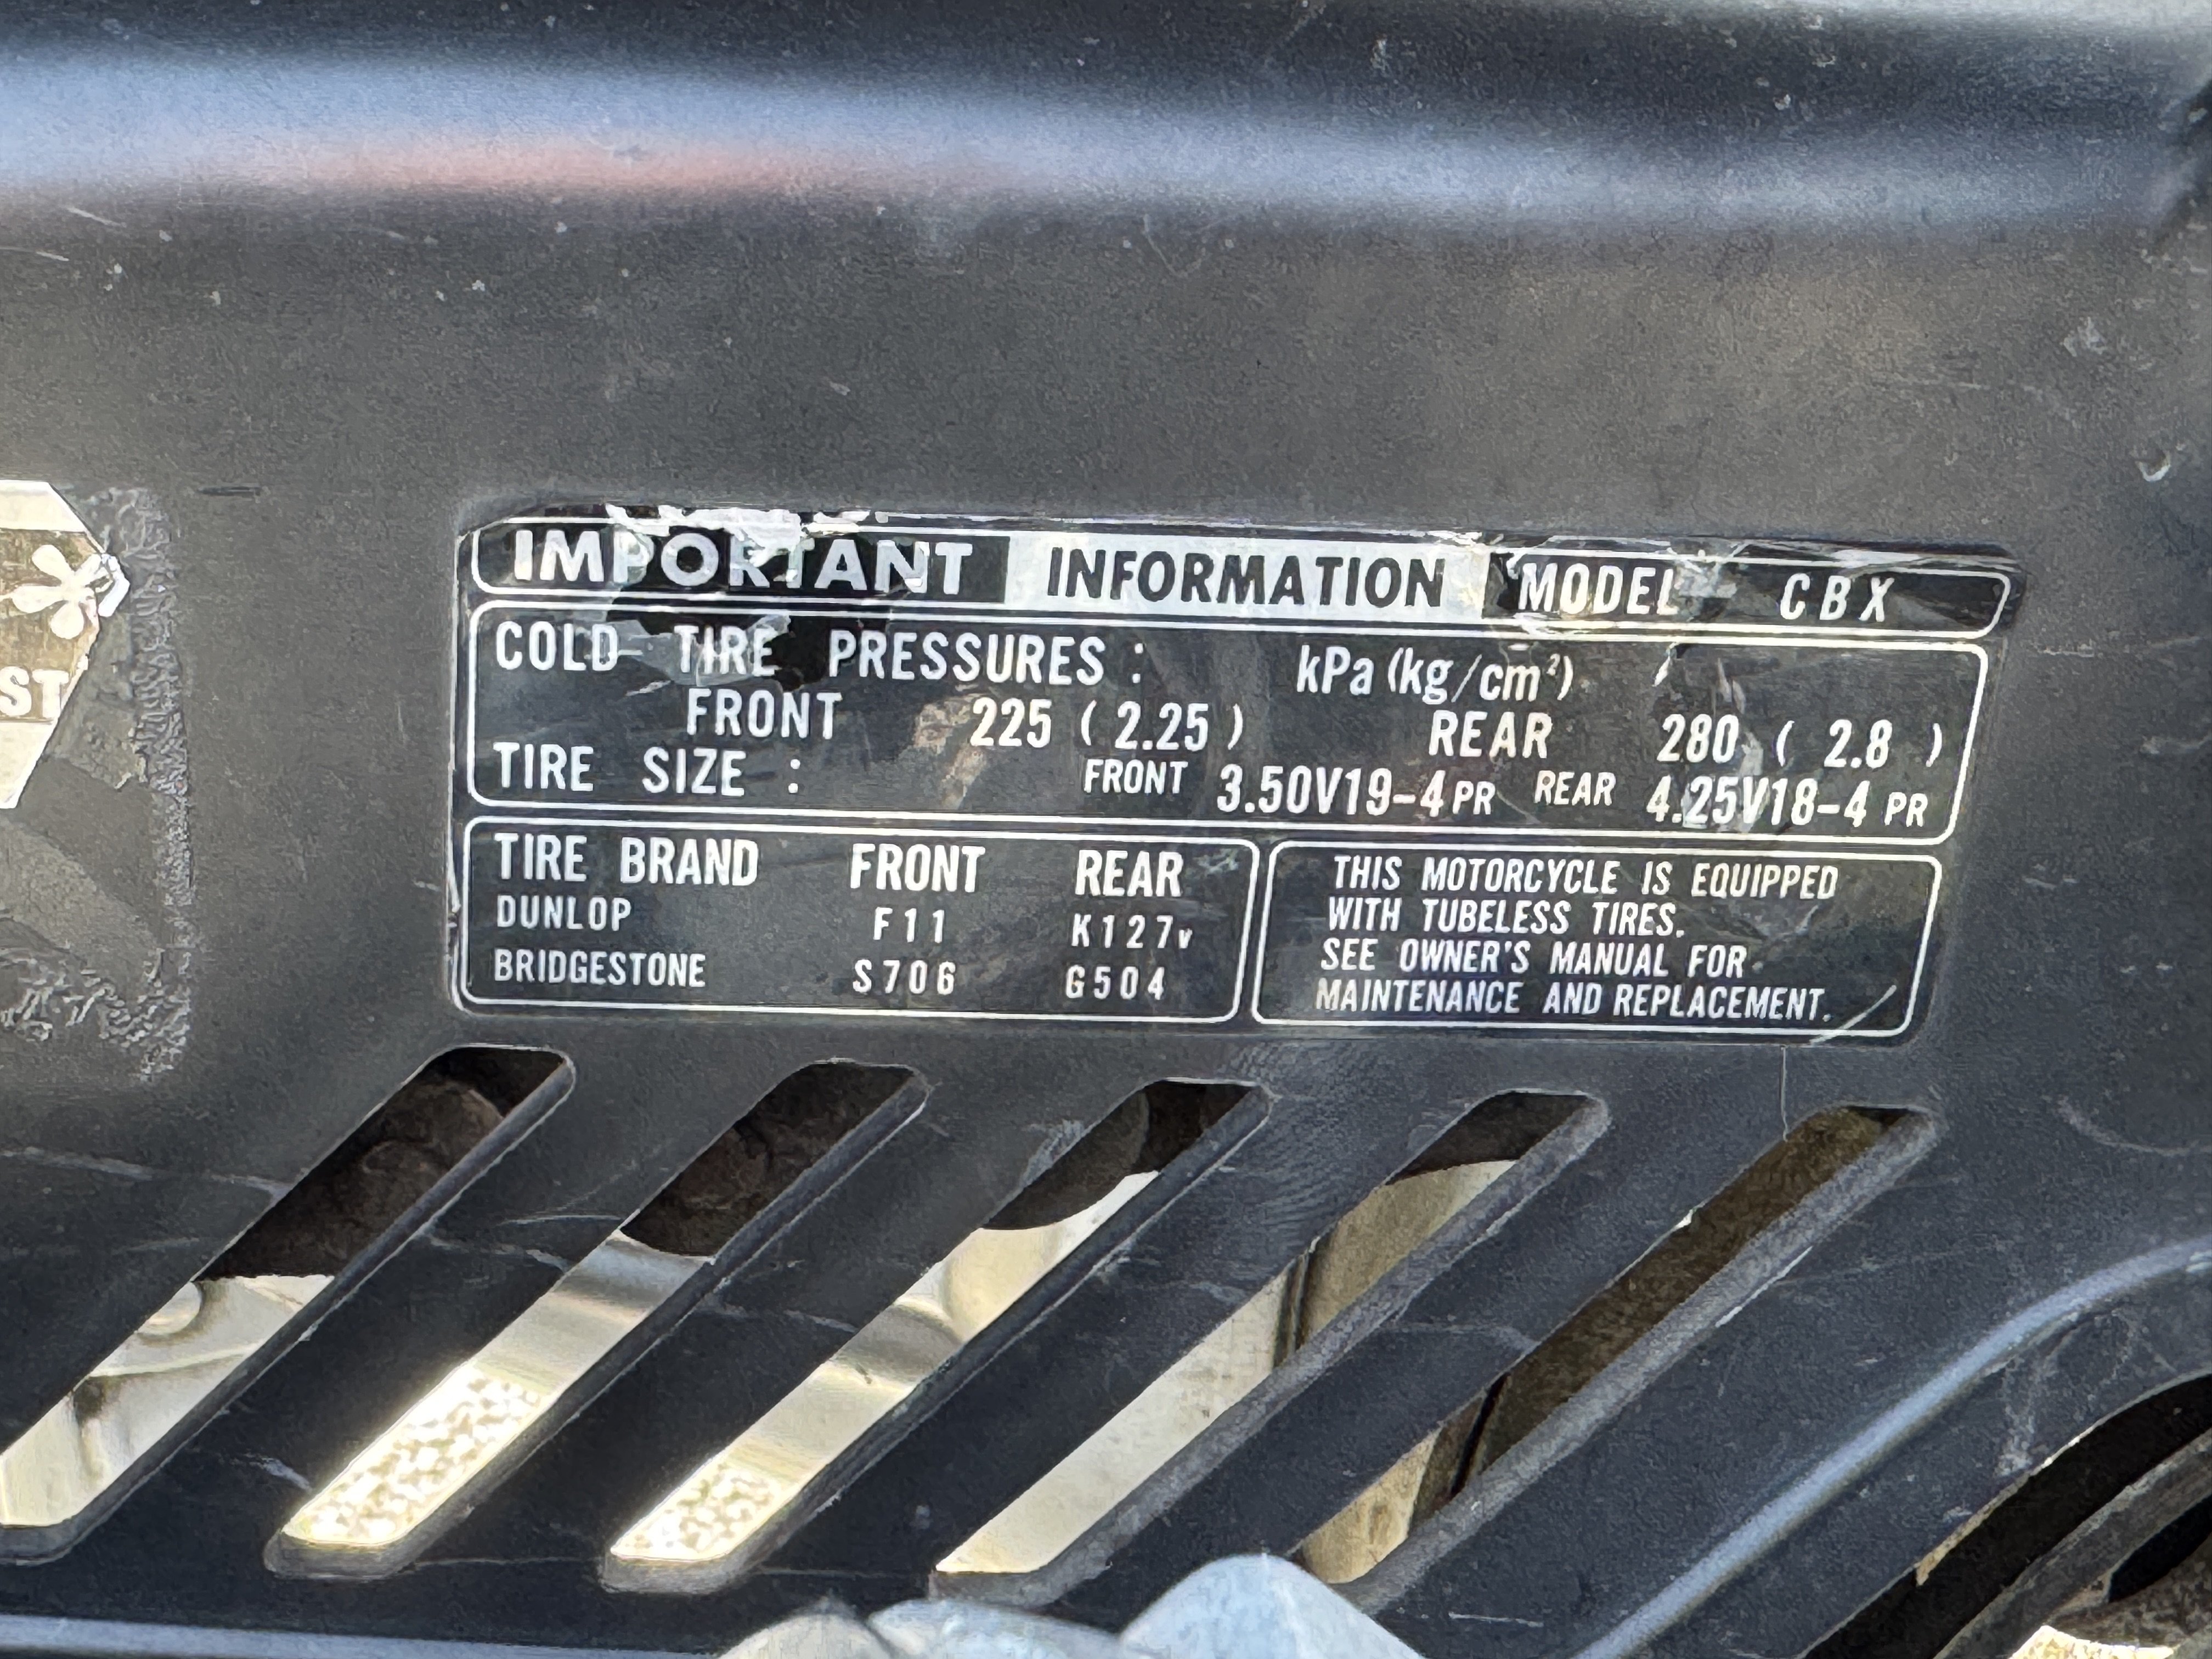 ST
IMPORTANT INFORMATION MODEL CBX
COLD TIRE PRESSURES : kPa (kg/cm²)
FRONT 225 ( 2.25 ) REAR 280 ( 2.8 )
TIRE SIZE : FRONT 3.50V19-4PR REAR 4.25V18-4 PR
TIRE BRAND FRONT REAR
DUNLOP F11 K127v
BRIDGESTONE S706 G504
THIS MOTORCYCLE IS EQUIPPED
WITH TUBELESS TIRES.
SEE OWNER'S MANUAL FOR
MAINTENANCE AND REPLACEMENT.